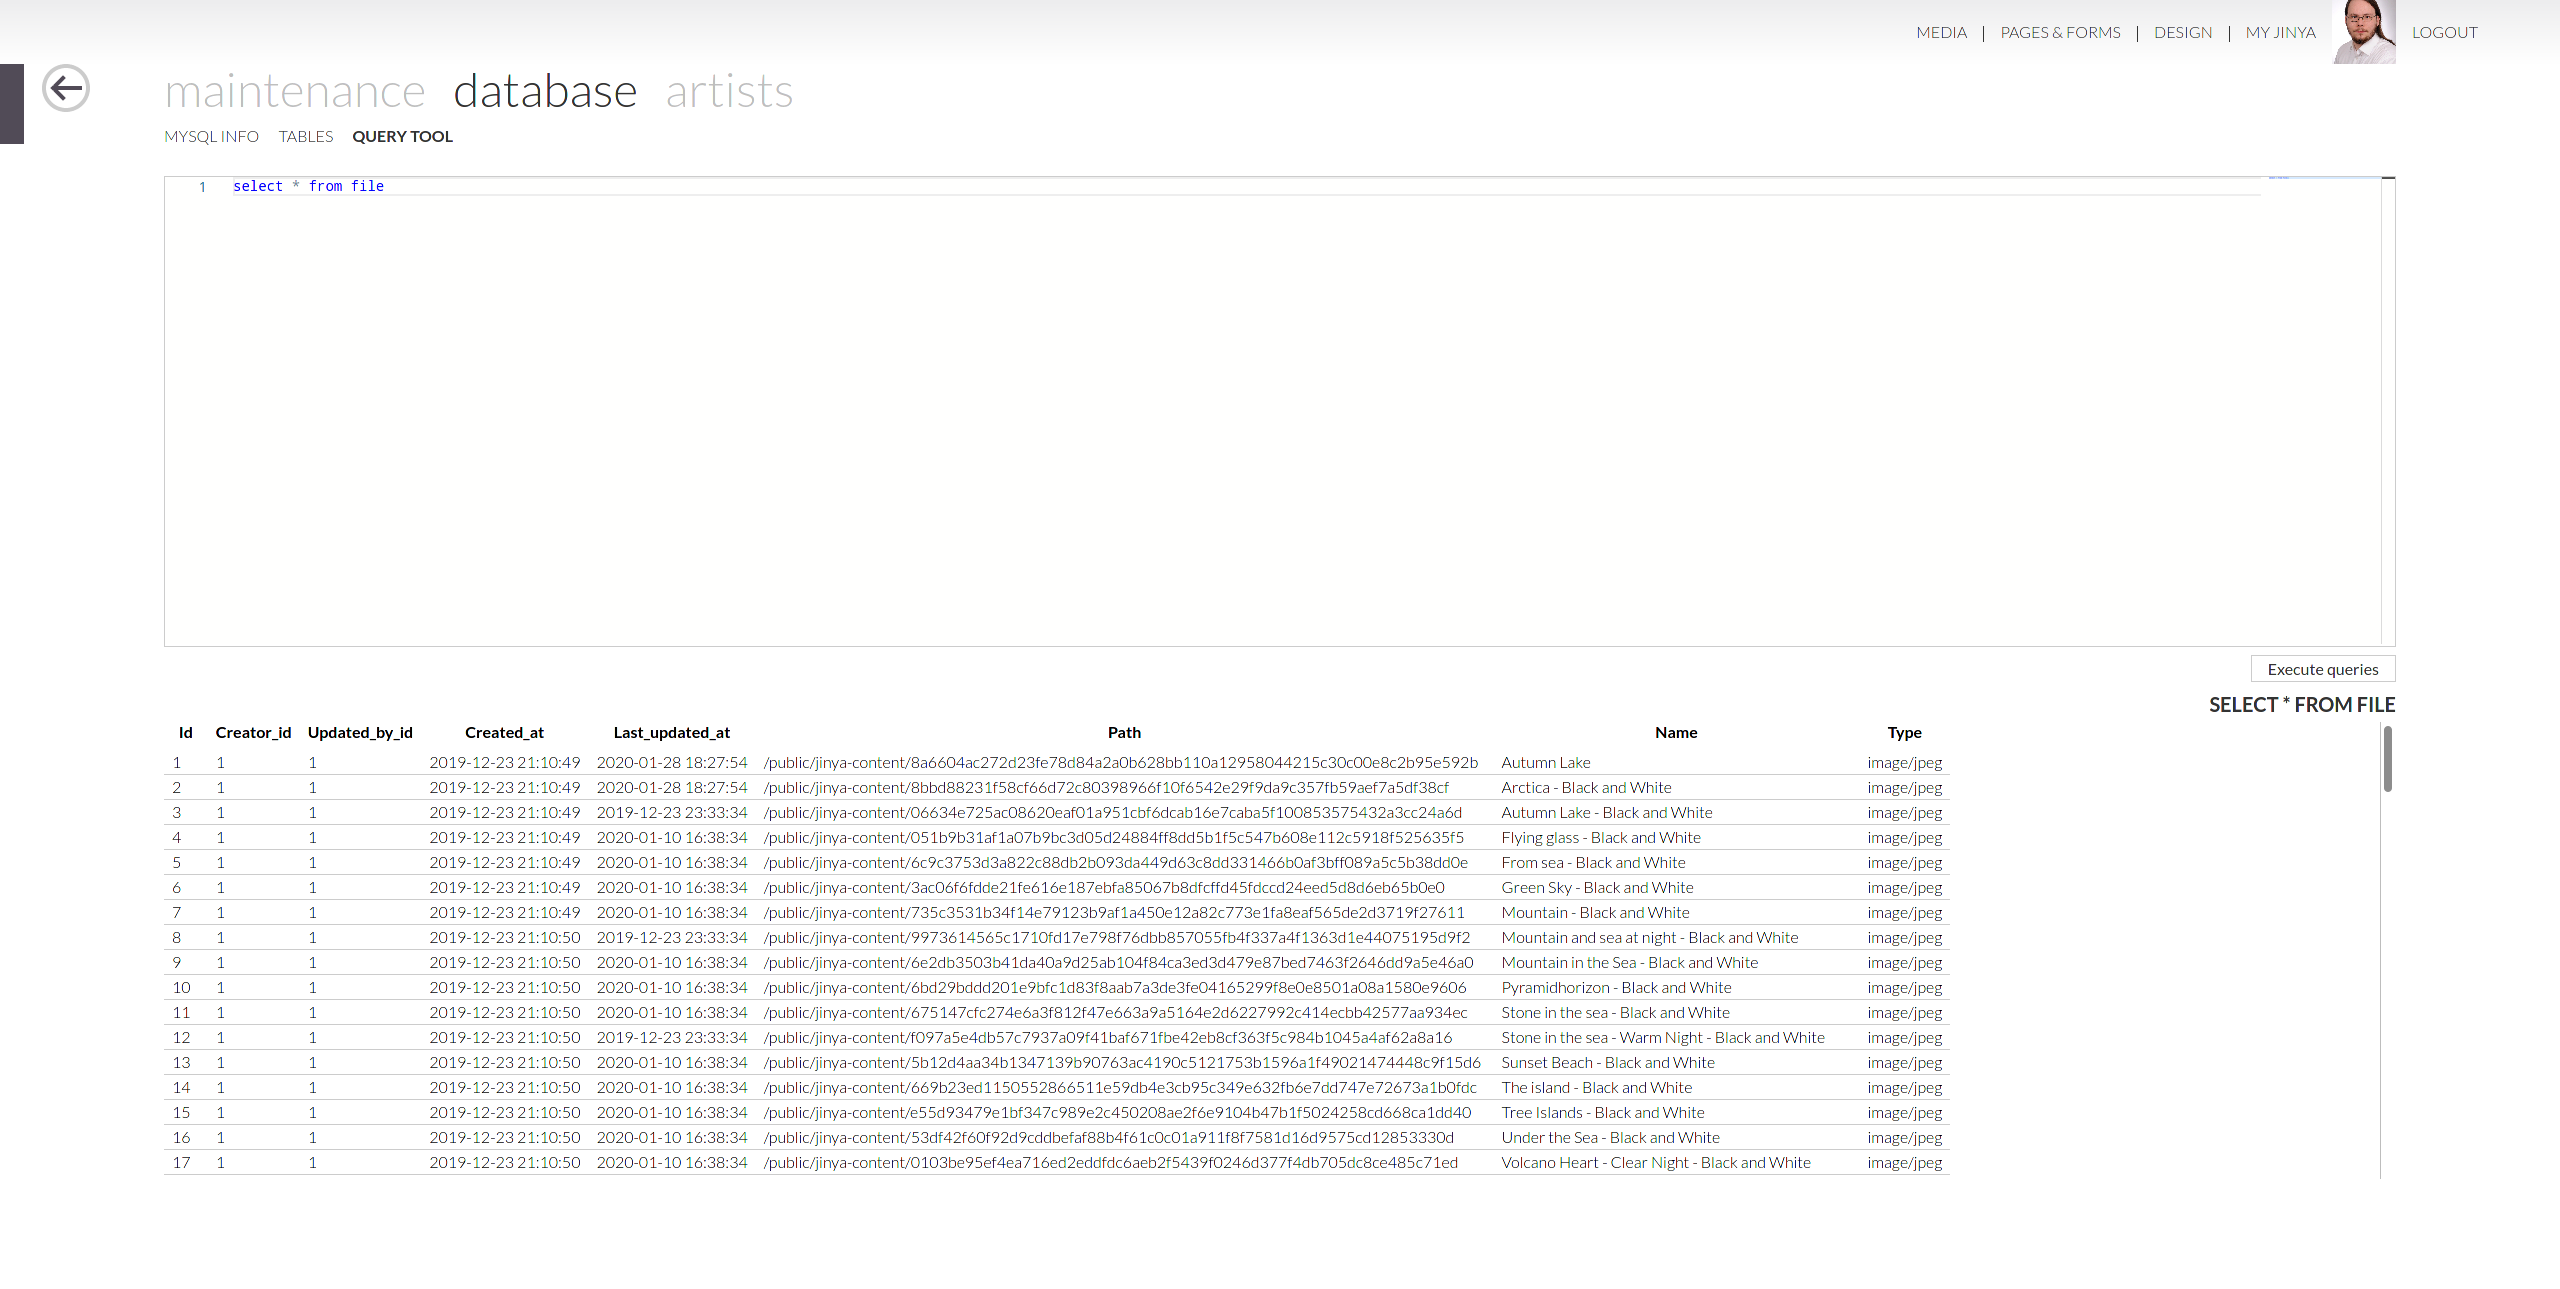 MEDIA | PAGES & FORMS | DESIGN | MY JINYA LOGOUT
maintenance database artists
MYSQL INFO TABLES QUERY TOOL
1 select * from file
Execute queries
SELECT * FROM FILE
Id Creator_id Updated_by_id Created_at Last_updated_at Path Name Type
1 1 1 2019-12-23 21:10:49 2020-01-28 18:27:54 /public/jinya-content/8a6604ac272d23fe78d84a2a0b628bb110a12958044215c30c00e8c2b95e592b Autumn Lake image/jpeg
2 1 1 2019-12-23 21:10:49 2020-01-28 18:27:54 /public/jinya-content/8bbd88231f58cf66d72c80398966f10f6542e29f9da9c357fb59aef7a5df38cf Arctica - Black and White image/jpeg
3 1 1 2019-12-23 21:10:49 2019-12-23 23:33:34 /public/jinya-content/06634e725ac08620eaf01a951cbf6dcab16e7caba5f100853575432a3cc24a6d Autumn Lake - Black and White image/jpeg
4 1 1 2019-12-23 21:10:49 2020-01-10 16:38:34 /public/jinya-content/051b9b31af1a07b9bc3d05d24884ff8dd5b1f5c547b608e112c5918f525635f5 Flying glass - Black and White image/jpeg
5 1 1 2019-12-23 21:10:49 2020-01-10 16:38:34 /public/jinya-content/6c9c3753d3a822c88db2b093da449d63c8dd331466b0af3bff089a5c5b38dd0e From sea - Black and White image/jpeg
6 1 1 2019-12-23 21:10:49 2020-01-10 16:38:34 /public/jinya-content/3ac06f6fdde21fe616e187ebfa85067b8dfcffd45fdccd24eed5d8d6eb65b0e0 Green Sky - Black and White image/jpeg
7 1 1 2019-12-23 21:10:49 2020-01-10 16:38:34 /public/jinya-content/735c3531b34f14e79123b9af1a450e12a82c773e1fa8eaf565de2d3719f27611 Mountain - Black and White image/jpeg
8 1 1 2019-12-23 21:10:50 2019-12-23 23:33:34 /public/jinya-content/9973614565c1710fd17e798f76dbb857055fb4f337a4f1363d1e44075195d9f2 Mountain and sea at night - Black and White image/jpeg
9 1 1 2019-12-23 21:10:50 2020-01-10 16:38:34 /public/jinya-content/6e2db3503b41da40a9d25ab104f84ca3ed3d479e87bed7463f2646dd9a5e46a0 Mountain in the Sea - Black and White image/jpeg
10 1 1 2019-12-23 21:10:50 2020-01-10 16:38:34 /public/jinya-content/6bd29bddd201e9bfc1d83f8aab7a3de3fe04165299f8e0e8501a08a1580e9606 Pyramidhorizon - Black and White image/jpeg
11 1 1 2019-12-23 21:10:50 2020-01-10 16:38:34 /public/jinya-content/675147cfc274e6a3f812f47e663a9a5164e2d6227992c414ecbb42577aa934ec Stone in the sea - Black and White image/jpeg
12 1 1 2019-12-23 21:10:50 2019-12-23 23:33:34 /public/jinya-content/f097a5e4db57c7937a09f41baf671fbe42eb8cf363f5c984b1045a4af62a8a16 Stone in the sea - Warm Night - Black and White image/jpeg
13 1 1 2019-12-23 21:10:50 2020-01-10 16:38:34 /public/jinya-content/5b12d4aa34b1347139b90763ac4190c5121753b1596a1f49021474448c9f15d6 Sunset Beach - Black and White image/jpeg
14 1 1 2019-12-23 21:10:50 2020-01-10 16:38:34 /public/jinya-content/669b23ed1150552866511e59db4e3cb95c349e632fb6e7dd747e72673a1b0fdc The island - Black and White image/jpeg
15 1 1 2019-12-23 21:10:50 2020-01-10 16:38:34 /public/jinya-content/e55d93479e1bf347c989e2c450208ae2f6e9104b47b1f5024258cd668ca1dd40 Tree Islands - Black and White image/jpeg
16 1 1 2019-12-23 21:10:50 2020-01-10 16:38:34 /public/jinya-content/53df42f60f92d9cddbefaf88b4f61c0c01a911f8f7581d16d9575cd12853330d Under the Sea - Black and White image/jpeg
17 1 1 2019-12-23 21:10:50 2020-01-10 16:38:34 /public/jinya-content/0103be95ef4ea716ed2eddfdc6aeb2f5439f0246d377f4db705dc8ce485c71ed Volcano Heart - Clear Night - Black and White image/jpeg